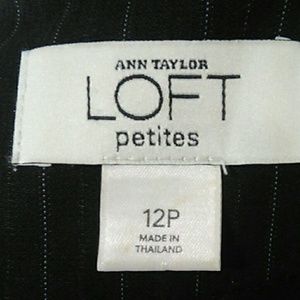 ANN TAYLOR
LOFT
petites
12P
MADE IN
THAILAND